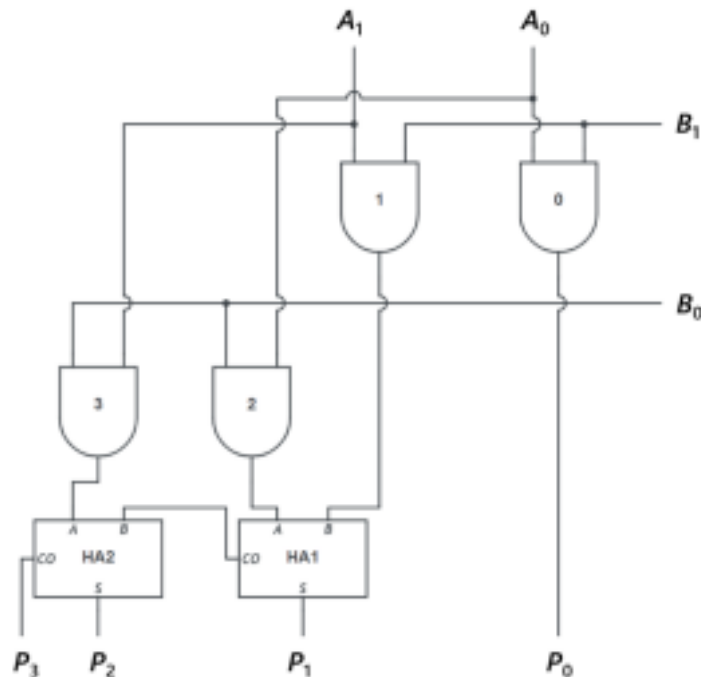 A₁ A₀
B₁
1 0
B₀
3 2
A B A B
CO HA2 CO HA1
S S
P₃ P₂ P₁ P₀